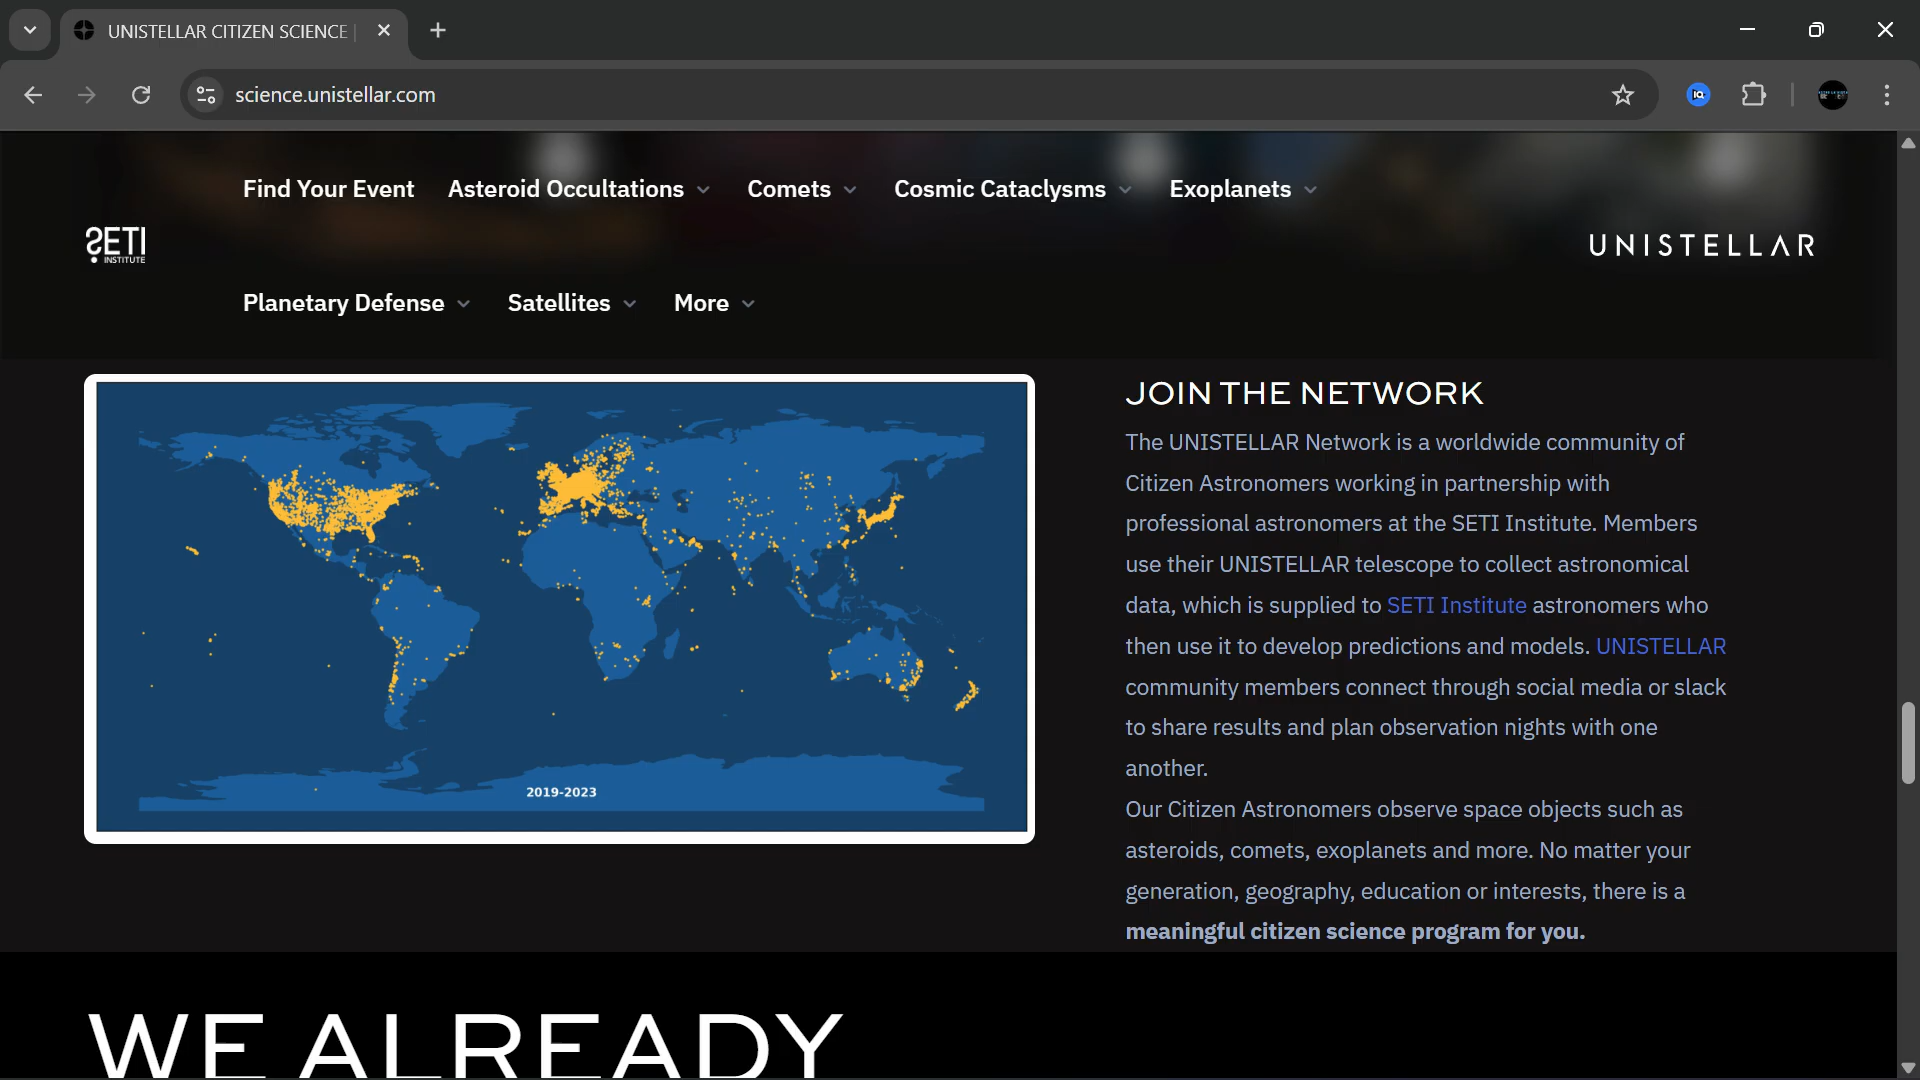 UNISTELLAR CITIZEN SCIENCE |
science.unistellar.com
Find Your Event Asteroid Occultations Comets Cosmic Cataclysms Exoplanets
SETI
INSTITUTE
UNISTELLAR
Planetary Defense Satellites More
2019-2023
JOIN THE NETWORK
The UNISTELLAR Network is a worldwide community of
Citizen Astronomers working in partnership with
professional astronomers at the SETI Institute. Members
use their UNISTELLAR telescope to collect astronomical
data, which is supplied to SETI Institute astronomers who
then use it to develop predictions and models. UNISTELLAR
community members connect through social media or slack
to share results and plan observation nights with one
another.
Our Citizen Astronomers observe space objects such as
asteroids, comets, exoplanets and more. No matter your
generation, geography, education or interests, there is a
meaningful citizen science program for you.
WE ALREADY